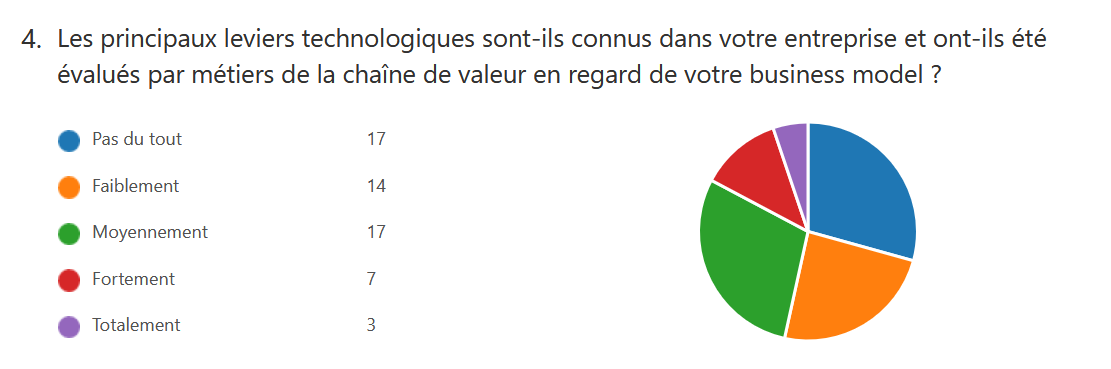 4. Les principaux leviers technologiques sont-ils connus dans votre entreprise et ont-ils été
évalués par métiers de la chaîne de valeur en regard de votre business model ?
Pas du tout 17
Faiblement 14
Moyennement 17
Fortement 7
Totalement 3